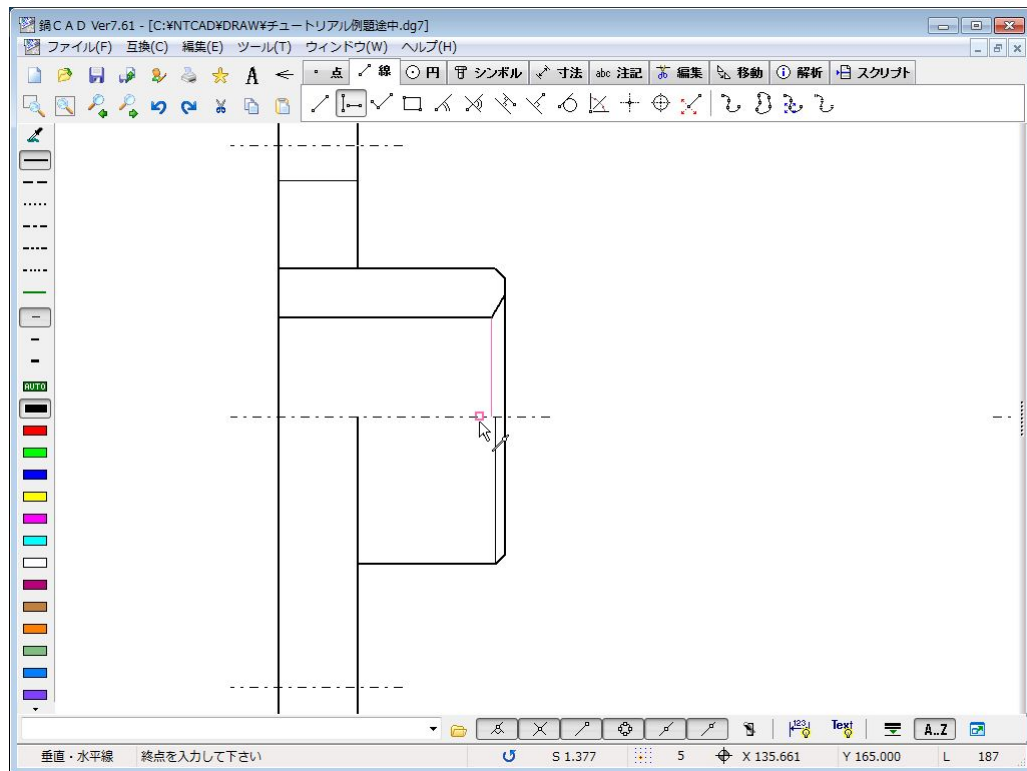 鍋CAD Ver7.61 - [C:¥NTCAD¥DRAW¥チュートリアル例題途中.dg7]
ファイル(F) 互換(C) 編集(E) ツール(T) ウィンドウ(W) ヘルプ(H)
点 線 円 シンボル 寸法 abc 注記 編集 移動 解析 スクリプト
AUTO
123 Text A..Z
垂直・水平線 終点を入力して下さい S 1.377 5 X 135.661 Y 165.000 L 187